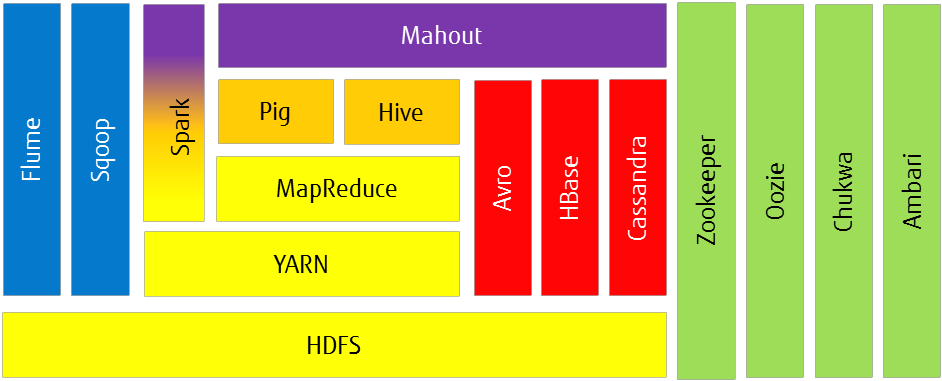 Flume
Sqoop
Spark
Mahout
Pig
Hive
MapReduce
YARN
Avro
HBase
Cassandra
Zookeeper
Oozie
Chukwa
Ambari
HDFS